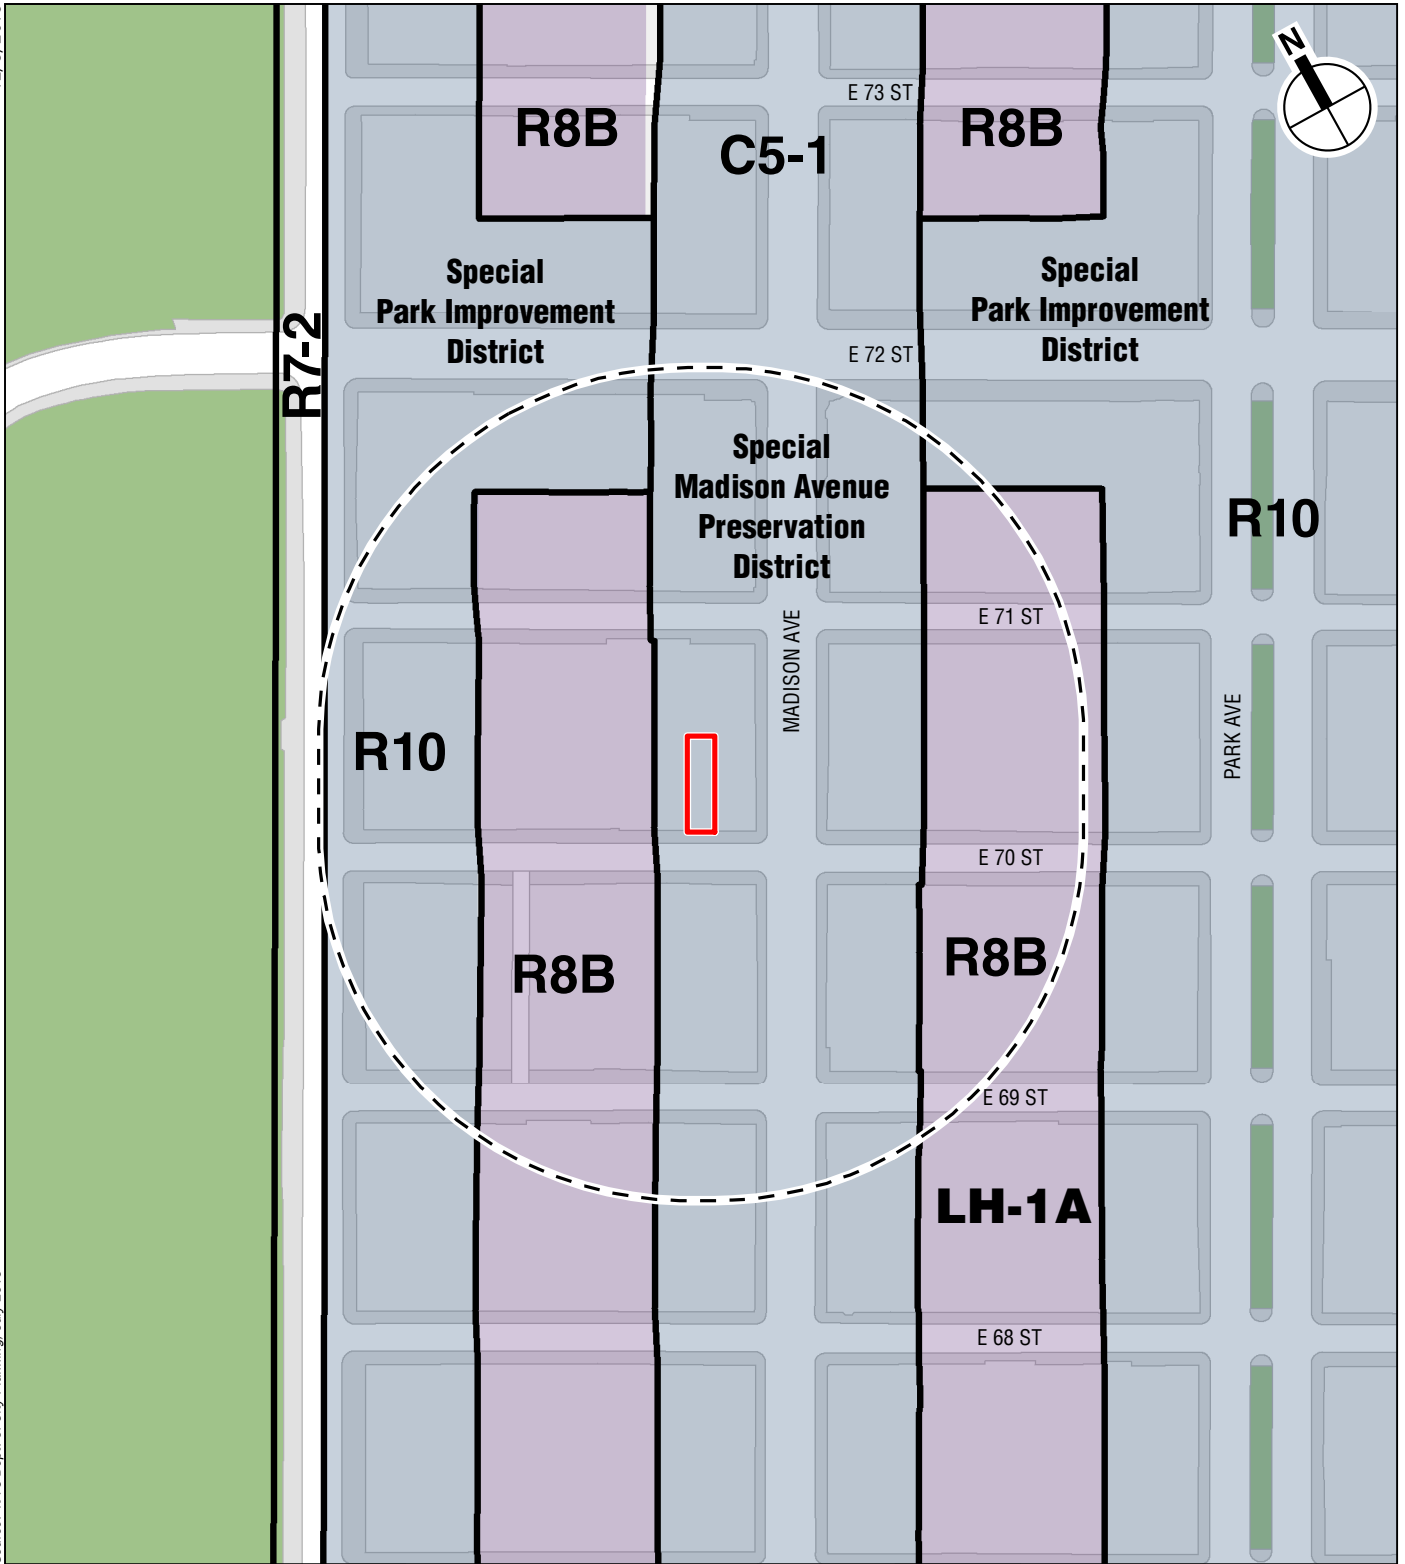 N
E 73 ST
R8B
C5-1
R8B
Special
Park Improvement
District
Special
Park Improvement
District
R7-2
E 72 ST
Special
Madison Avenue
Preservation
District
R10
E 71 ST
MADISON AVE
PARK AVE
R10
E 70 ST
R8B
R8B
E 69 ST
LH-1A
E 68 ST